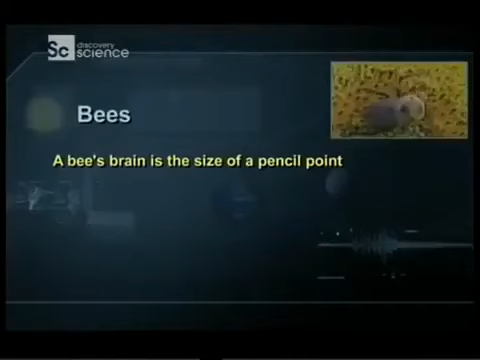 Sc discovery
science
Bees
A bee's brain is the size of a pencil point